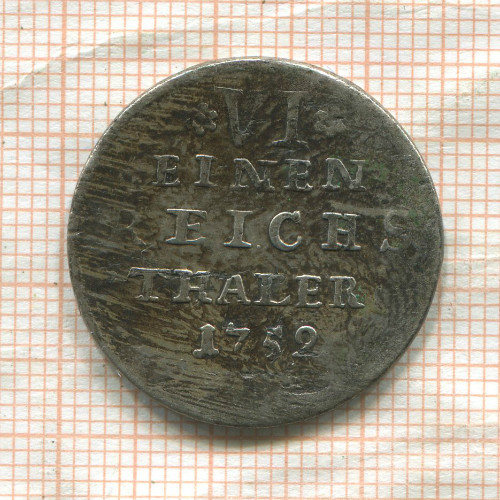 *VI*
EINEN
REICHS
THALER
1752